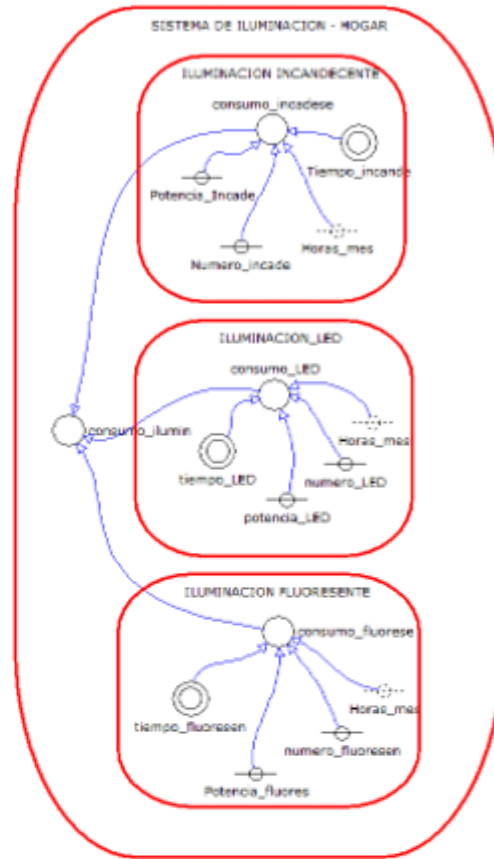 SISTEMA DE ILUMINACION - HOGAR
ILUMINACION INCANDECENTE
consumo_incadese
Tiempo_incande
Potencia_Incade
Horas_mes
Numero_incade
ILUMINACION_LED
consumo_LED
consumo_ilumin
Horas_mes
tiempo_LED
numero_LED
potencia_LED
ILUMINACION FLUORESENTE
consumo_fluorese
Horas_mes
tiempo_fluoresen
numero_fluoresen
Potencia_fluores